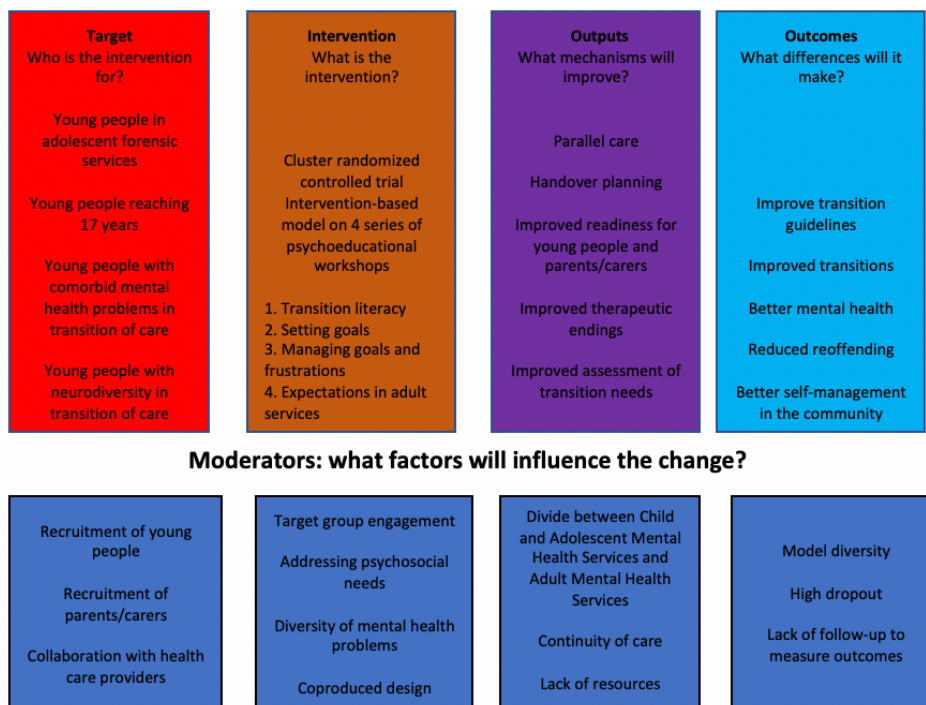 Target
Who is the intervention
for?
Young people in
adolescent forensic
services
Young people reaching
17 years
Young people with
comorbid mental
health problems in
transition of care
Young people with
neurodiversity in
transition of care
Intervention
What is the
intervention?
Cluster randomized
controlled trial
Intervention-based
model on 4 series of
psychoeducational
workshops
1. Transition literacy
2. Setting goals
3. Managing goals and
frustrations
4. Expectations in adult
services
Outputs
What mechanisms will
improve?
Parallel care
Handover planning
Improved readiness for
young people and
parents/carers
Improved therapeutic
endings
Improved assessment of
transition needs
Outcomes
What differences will it
make?
Improve transition
guidelines
Improved transitions
Better mental health
Reduced reoffending
Better self-management
in the community
Moderators: what factors will influence the change?
Recruitment of young
people
Recruitment of
parents/carers
Collaboration with health
care providers
Target group engagement
Addressing psychosocial
needs
Diversity of mental health
problems
Coproduced design
Divide between Child
and Adolescent Mental
Health Services and
Adult Mental Health
Services
Continuity of care
Lack of resources
Model diversity
High dropout
Lack of follow-up to
measure outcomes